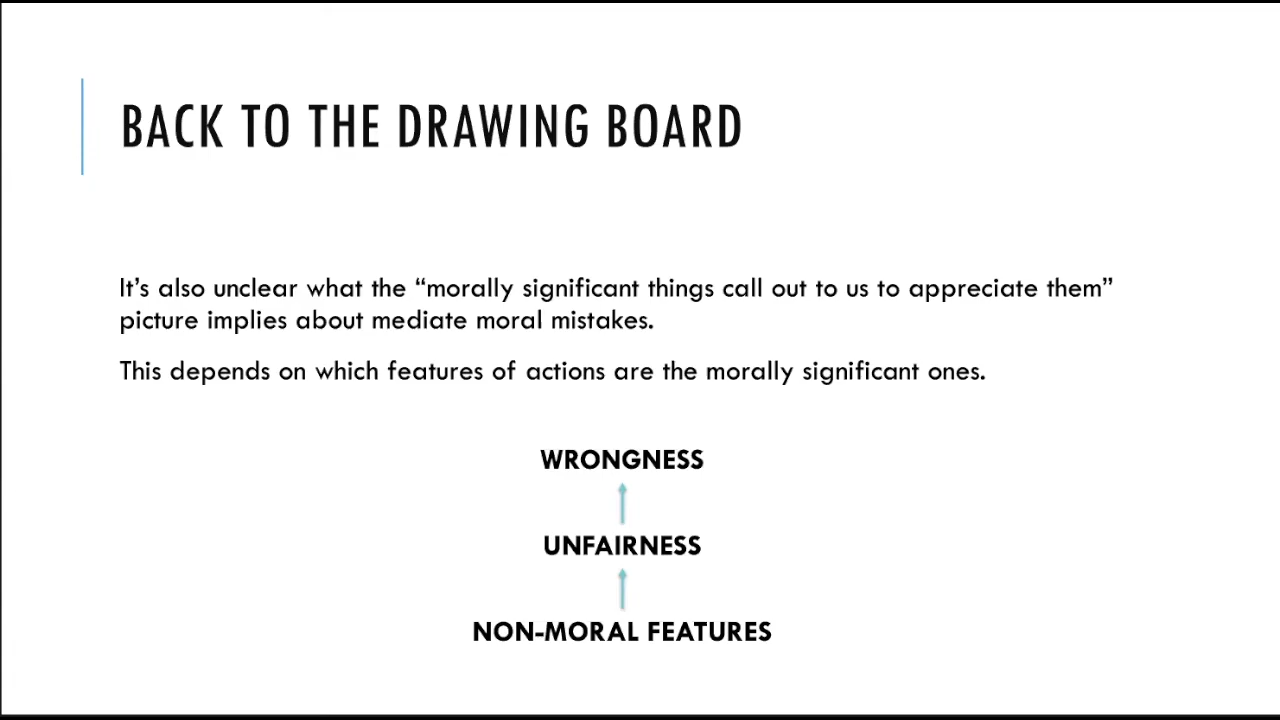 BACK TO THE DRAWING BOARD
It's also unclear what the “morally significant things call out to us to appreciate them”
picture implies about mediate moral mistakes.
This depends on which features of actions are the morally significant ones.
WRONGNESS
UNFAIRNESS
NON-MORAL FEATURES